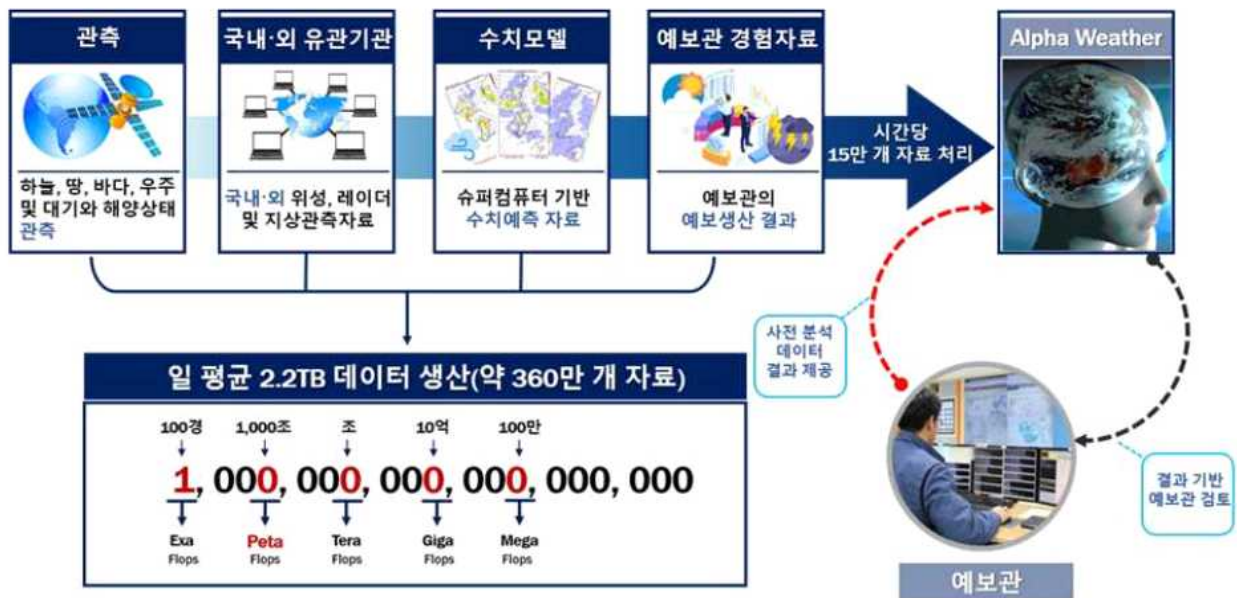 관측
하늘, 땅, 바다, 우주
및 대기와 해양상태
관측
국내·외 유관기관
국내·외 위성, 레이더
및 지상관측자료
수치모델
슈퍼컴퓨터 기반
수치예측 자료
예보관 경험자료
예보관의
예보생산 결과
시간당
15만 개 자료 처리
Alpha Weather
사전 분석
데이터
결과 제공
결과 기반
예보관 검토
예보관
일 평균 2.2TB 데이터 생산(약 360만 개 자료)
100경 1,000조 조 10억 100만
1, 000, 000, 000, 000, 000, 000
Exa Peta Tera Giga Mega
Flops Flops Flops Flops Flops